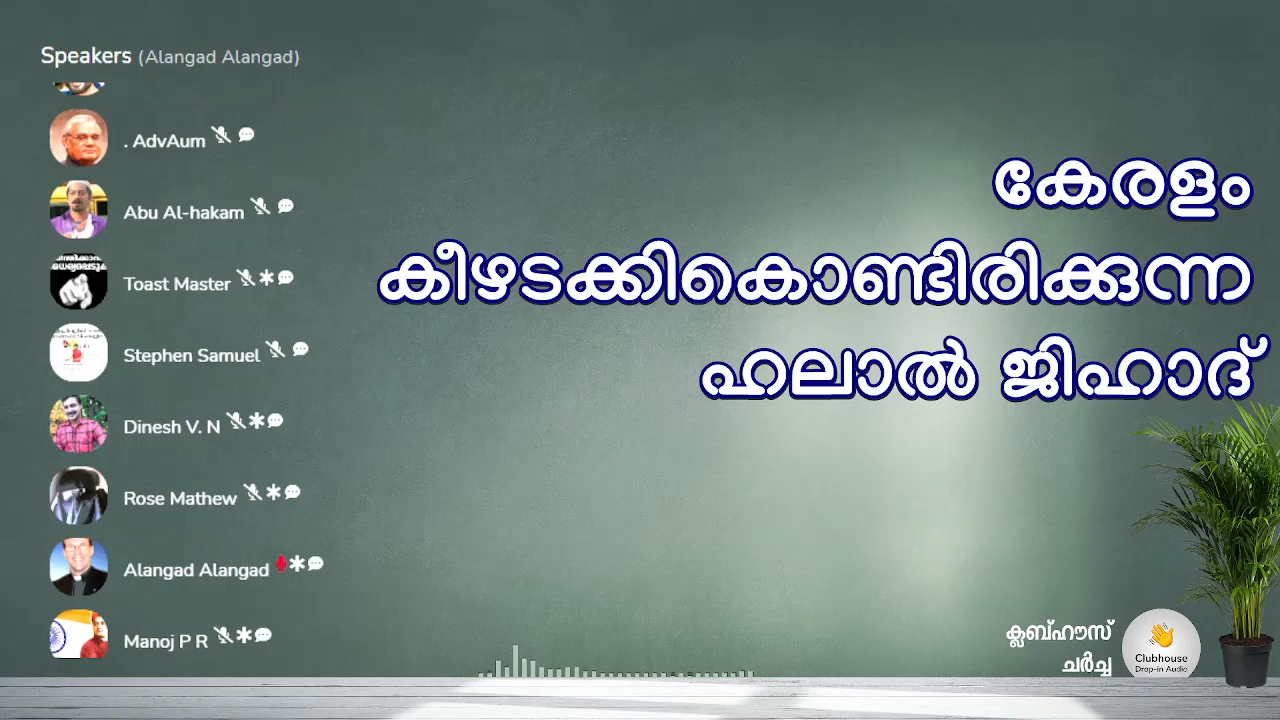 Speakers (Alangad Alangad)
. AdvAum
Abu Al-hakam
Toast Master
Stephen Samuel
Dinesh V. N
Rose Mathew
Alangad Alangad
Manoj P R
കേരളം
കീഴടക്കികൊണ്ടിരിക്കുന്ന
ഹലാൽ ജിഹാദ്
ക്ലബ്ഹൗസ്
ചർച്ച
Clubhouse
Drop-in Audio